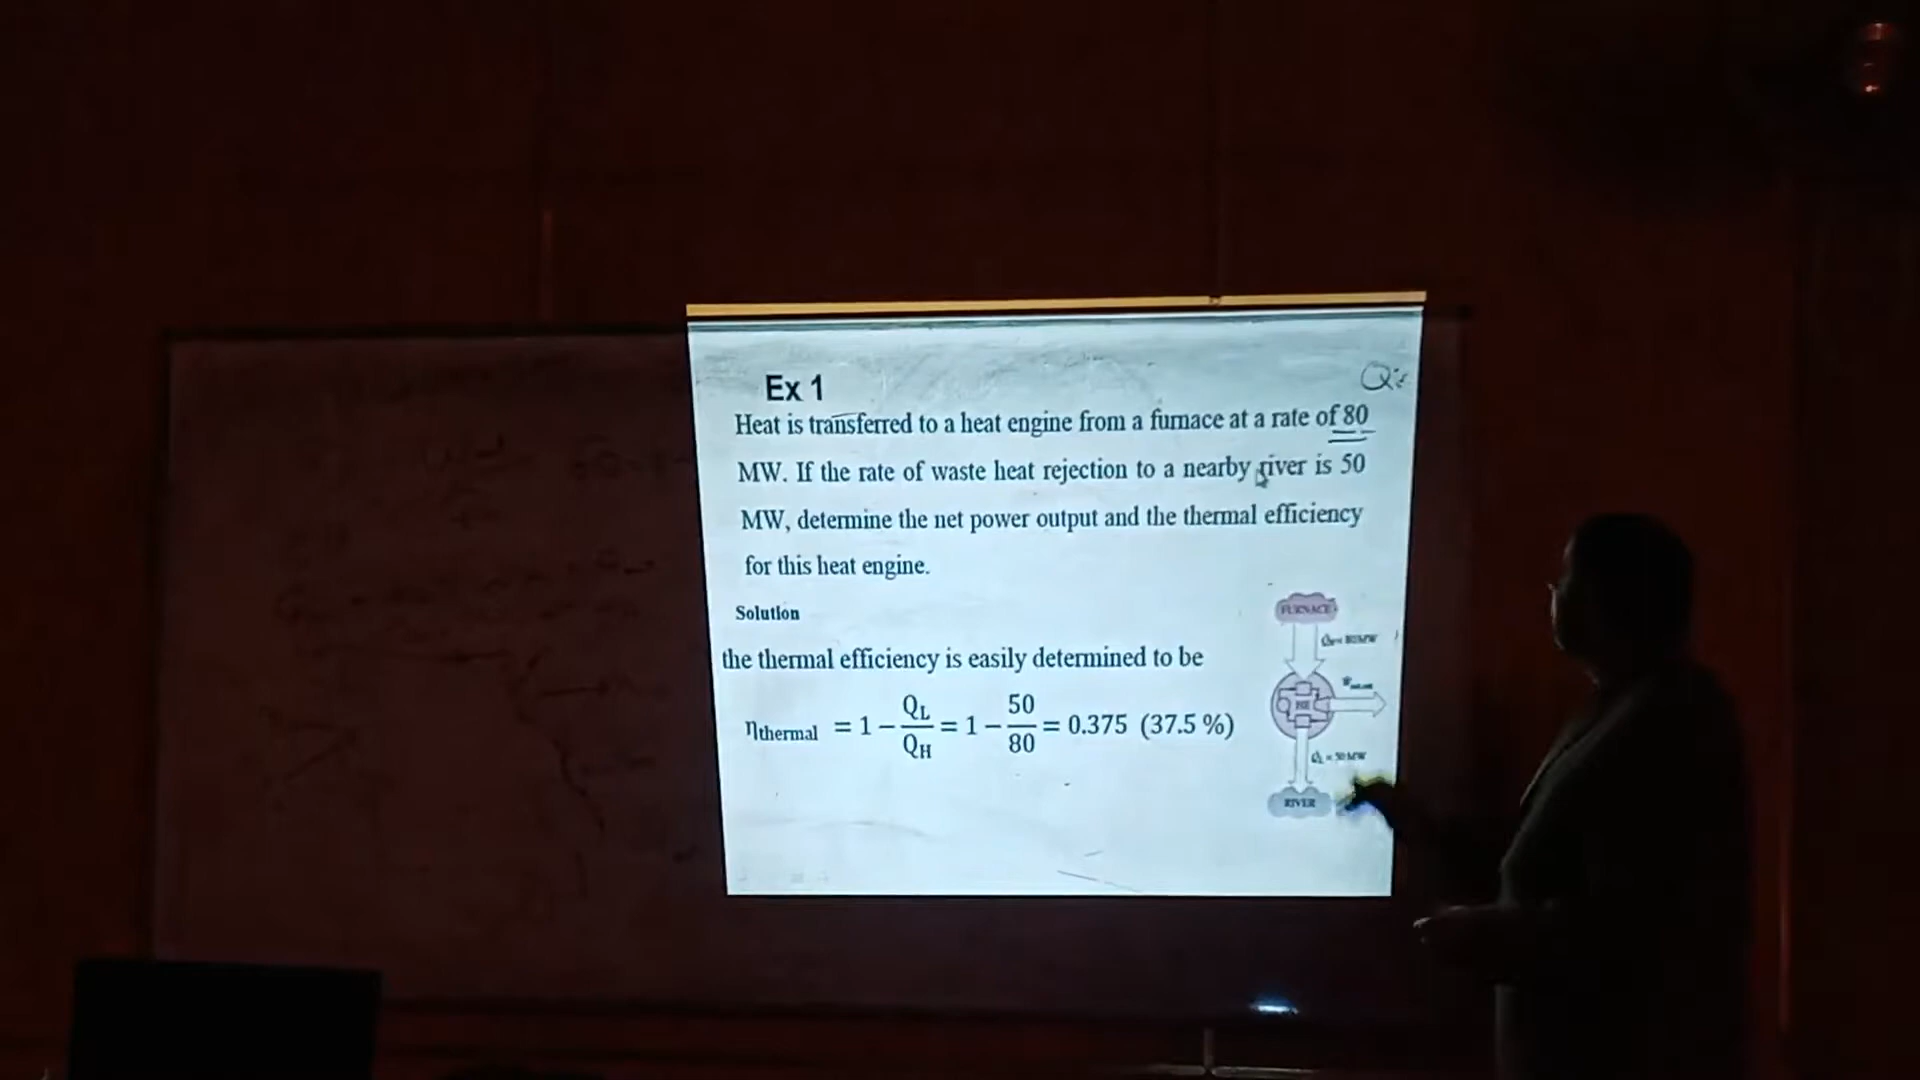 Ex 1
Heat is transferred to a heat engine from a furnace at a rate of 80
MW. If the rate of waste heat rejection to a nearby river is 50
MW, determine the net power output and the thermal efficiency
for this heat engine.
Solution
the thermal efficiency is easily determined to be
ηthermal = 1 − QL/QH = 1 − 50/80 = 0.375 (37.5 %)
FURNACE
HE
QL = 50 MW
RIVER